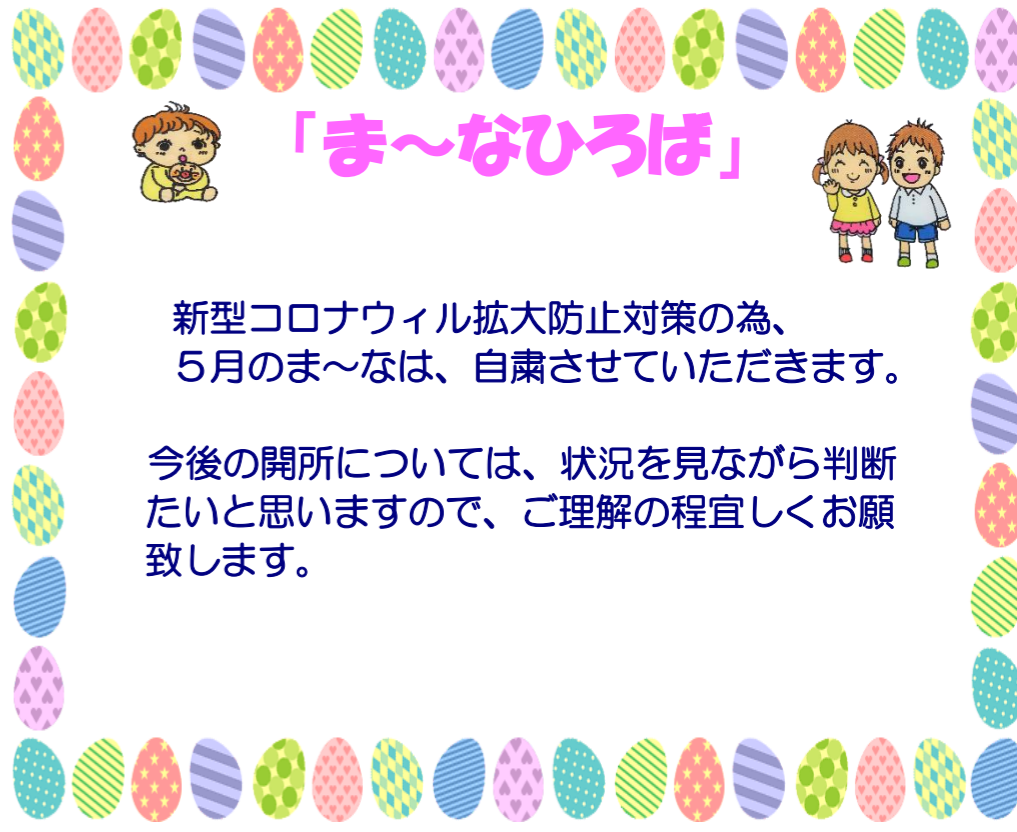 「ま～なひろば」
新型コロナウィル拡大防止対策の為、
５月のま～なは、自粛させていただきます。
今後の開所については、状況を見ながら判断
たいと思いますので、ご理解の程宜しくお願
致します。